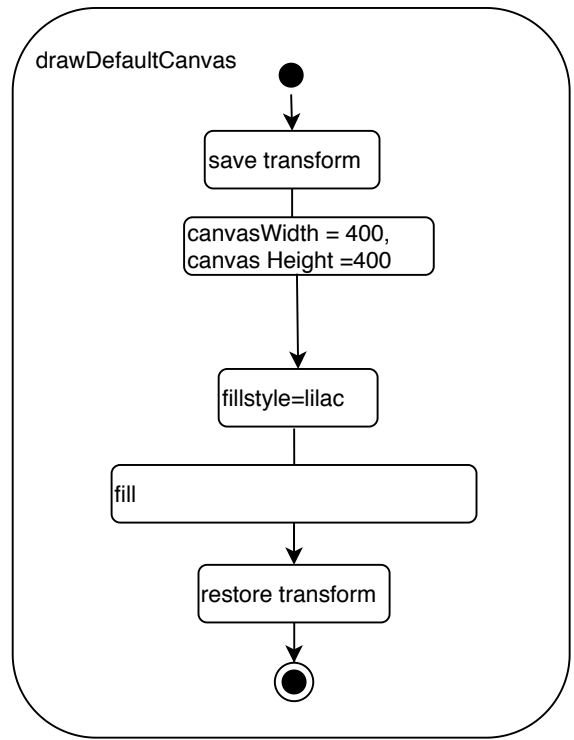 drawDefaultCanvas
save transform
canvasWidth = 400,
canvas Height =400
fillstyle=lilac
fill
restore transform